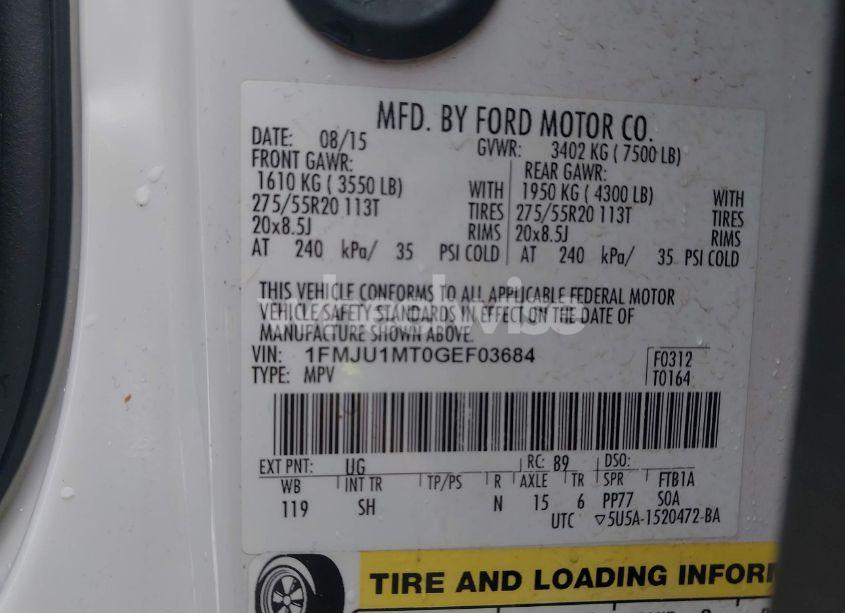 MFD. BY FORD MOTOR CO.
DATE: 08/15 GVWR: 3402 KG ( 7500 LB)
FRONT GAWR: REAR GAWR:
1610 KG ( 3550 LB) WITH 1950 KG ( 4300 LB) WITH
275/55R20 113T TIRES 275/55R20 113T TIRES
20x8.5J RIMS 20x8.5J RIMS
AT 240 kPa/ 35 PSI COLD AT 240 kPa/ 35 PSI COLD
THIS VEHICLE CONFORMS TO ALL APPLICABLE FEDERAL MOTOR
VEHICLE SAFETY STANDARDS IN EFFECT ON THE DATE OF
MANUFACTURE SHOWN ABOVE.
VIN: 1FMJU1MT0GEF03684 F0312
TYPE: MPV T0164
EXT PNT: UG RC: 89 DSO:
WB INT TR TP/PS R AXLE TR SPR FTB1A
119 SH N 15 6 PP77 SOA
UTC ▽5U5A-1520472-BA
TIRE AND LOADING INFORM